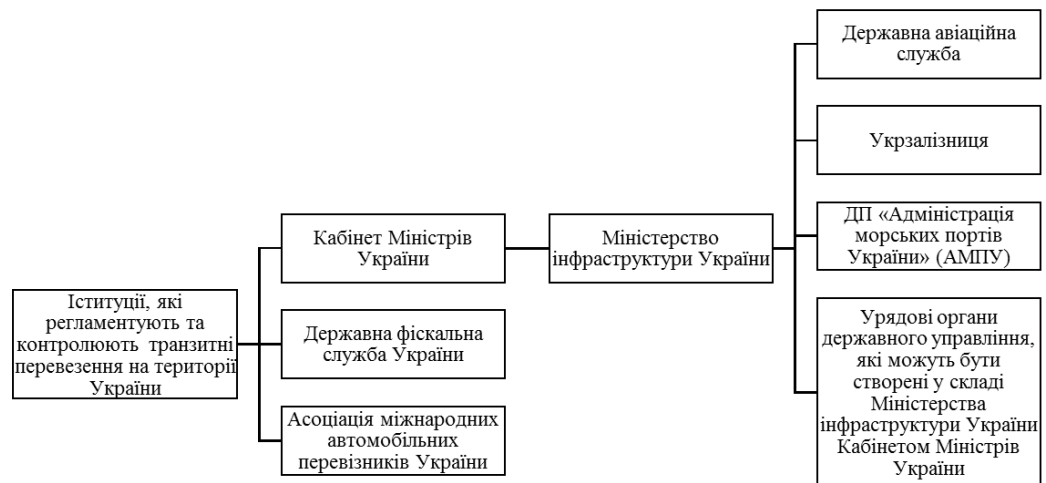 Іституції, які
регламентують та
контролюють транзитні
перевезення на території
України
Кабінет Міністрів
України
Державна фіскальна
служба України
Асоціація міжнародних
автомобільних
перевізників України
Міністерство
інфраструктури України
Державна авіаційна
служба
Укрзалізниця
ДП «Адміністрація
морських портів
України» (АМПУ)
Урядові органи
державного управління,
які можуть бути
створені у складі
Міністерства
інфраструктури України
Кабінетом Міністрів
України